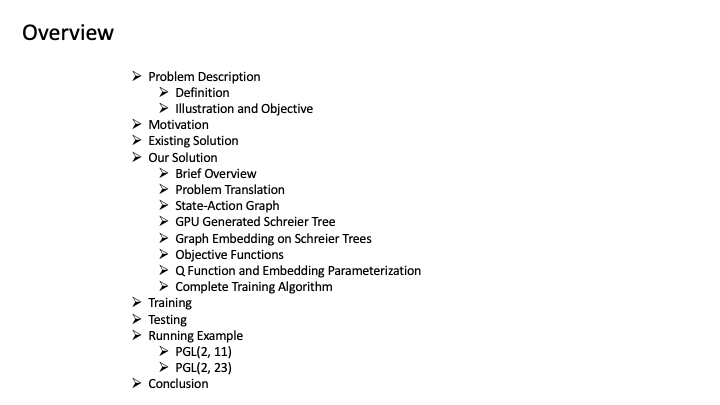 Overview
➢ Problem Description
➢ Definition
➢ Illustration and Objective
➢ Motivation
➢ Existing Solution
➢ Our Solution
➢ Brief Overview
➢ Problem Translation
➢ State-Action Graph
➢ GPU Generated Schreier Tree
➢ Graph Embedding on Schreier Trees
➢ Objective Functions
➢ Q Function and Embedding Parameterization
➢ Complete Training Algorithm
➢ Training
➢ Testing
➢ Running Example
➢ PGL(2, 11)
➢ PGL(2, 23)
➢ Conclusion